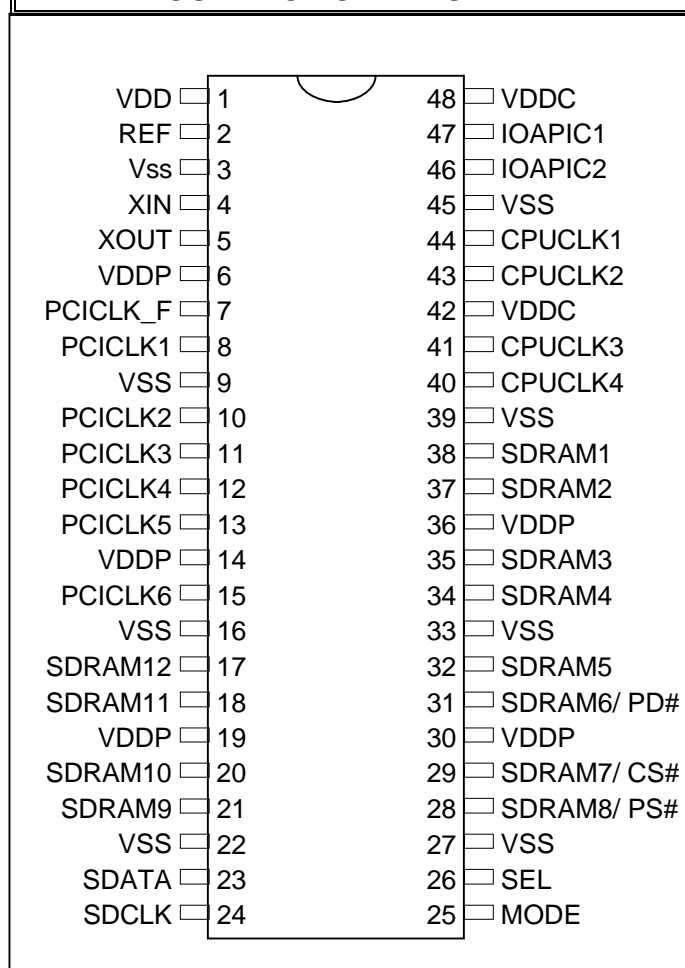 VDD 1 48 VDDC
REF 2 47 IOAPIC1
Vss 3 46 IOAPIC2
XIN 4 45 VSS
XOUT 5 44 CPUCLK1
VDDP 6 43 CPUCLK2
PCICLK_F 7 42 VDDC
PCICLK1 8 41 CPUCLK3
VSS 9 40 CPUCLK4
PCICLK2 10 39 VSS
PCICLK3 11 38 SDRAM1
PCICLK4 12 37 SDRAM2
PCICLK5 13 36 VDDP
VDDP 14 35 SDRAM3
PCICLK6 15 34 SDRAM4
VSS 16 33 VSS
SDRAM12 17 32 SDRAM5
SDRAM11 18 31 SDRAM6/ PD#
VDDP 19 30 VDDP
SDRAM10 20 29 SDRAM7/ CS#
SDRAM9 21 28 SDRAM8/ PS#
VSS 22 27 VSS
SDATA 23 26 SEL
SDCLK 24 25 MODE